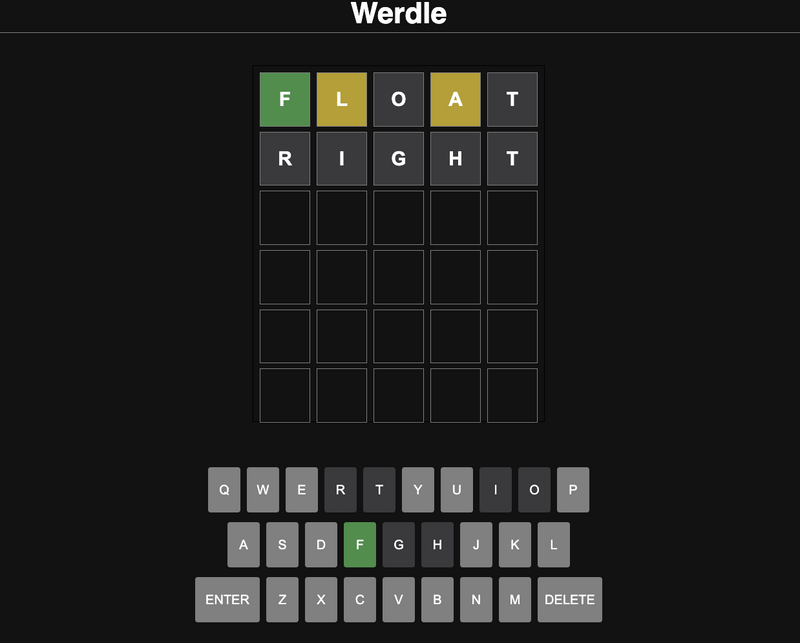 Werdle
F L O A T
R I G H T
Q W E R T Y U I O P
A S D F G H J K L
ENTER Z X C V B N M DELETE